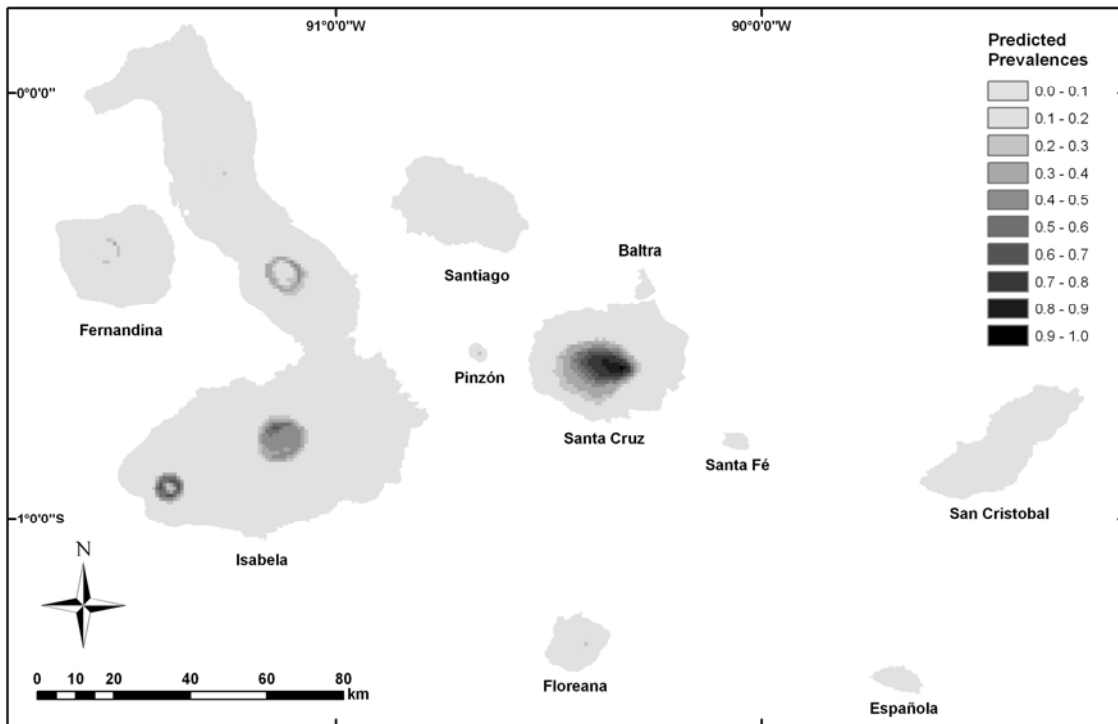 91°0'0"W
90°0'0"W
0°0'0"
1°0'0"S
Predicted
Prevalences
0.0 - 0.1
0.1 - 0.2
0.2 - 0.3
0.3 - 0.4
0.4 - 0.5
0.5 - 0.6
0.6 - 0.7
0.7 - 0.8
0.8 - 0.9
0.9 - 1.0
Baltra
Santiago
Fernandina
Pinzón
Santa Cruz
Santa Fé
San Cristobal
Isabela
N
0 10 20 40 60 80
km
Floreana
Española